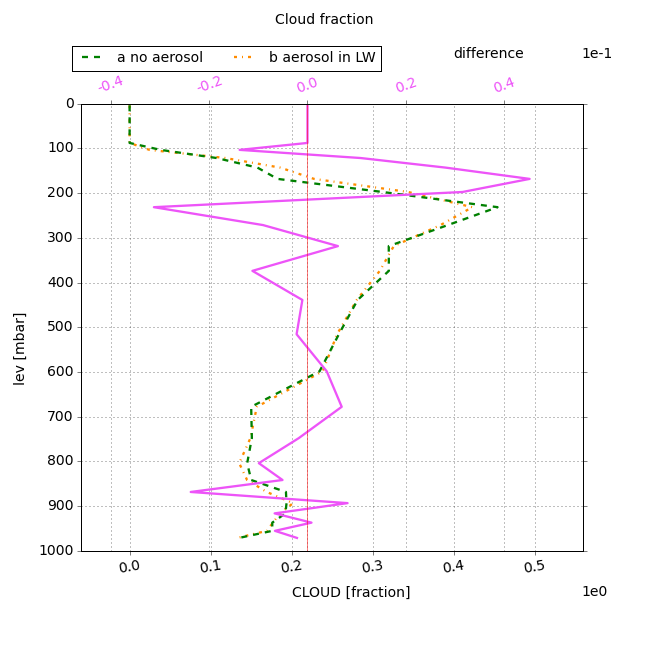 Cloud fraction
a no aerosol b aerosol in LW difference 1e-1
-0.4 -0.2 0.0 0.2 0.4
0
100
200
300
400
500
600
700
800
900
1000
lev [mbar]
0.0 0.1 0.2 0.3 0.4 0.5
CLOUD [fraction] 1e0